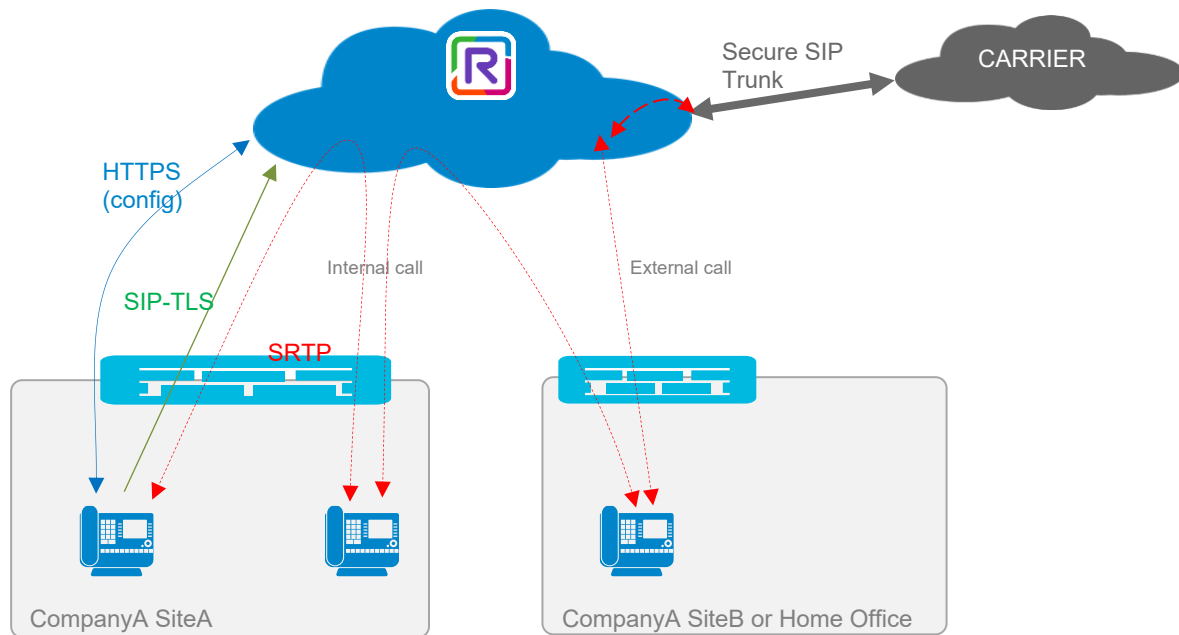 R
Secure SIP
Trunk
CARRIER
HTTPS
(config)
Internal call
External call
SIP-TLS
SRTP
CompanyA SiteA
CompanyA SiteB or Home Office